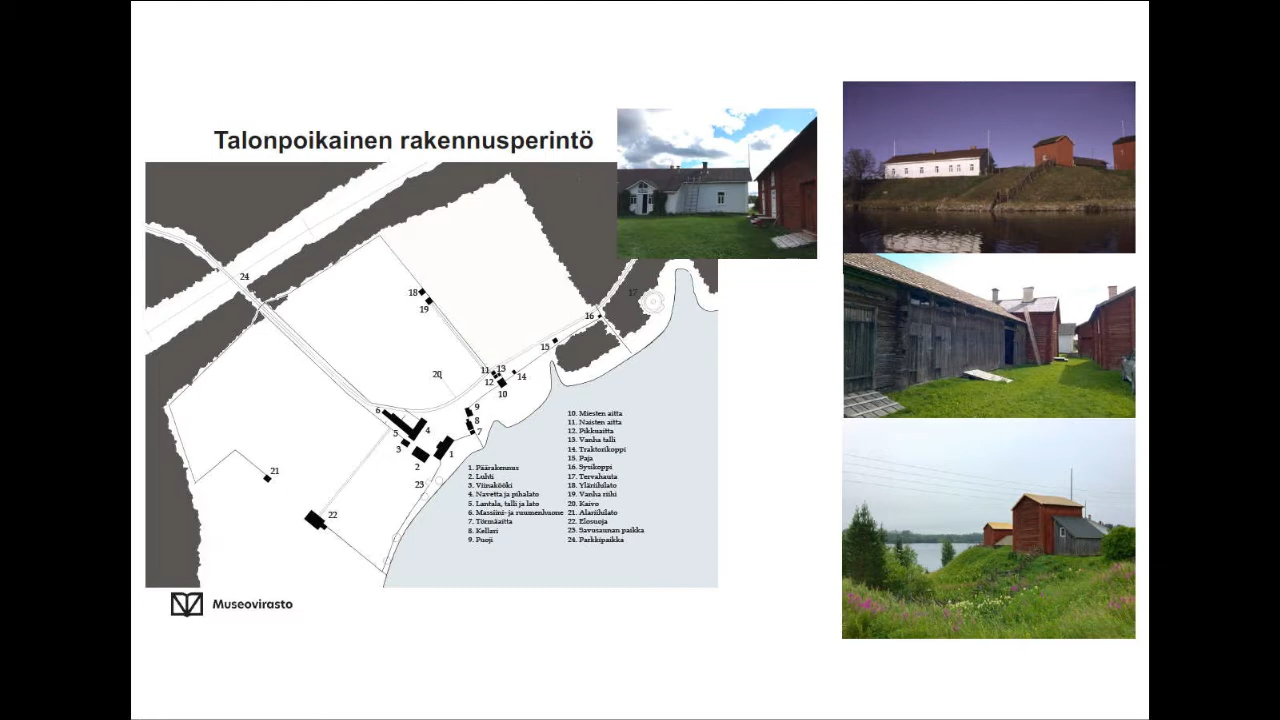 Talonpoikainen rakennusperintö
24
18
19
17
16
15
11
13
12
14
10
20
6
9
8
4
5
7
3
1
2
21
23
22
1. Päärakennus
2. Luhti
3. Viinakööki
4. Navetta ja pihalato
5. Lantala, talli ja lato
6. Massiini- ja ruumenhuone
7. Törmäaitta
8. Kellari
9. Puoji
10. Miesten aitta
11. Naisten aitta
12. Pikkuaitta
13. Vanha talli
14. Traktorikoppi
15. Paja
16. Sysikoppi
17. Tervahauta
18. Yläriihilato
19. Vanha riihi
20. Kaivo
21. Alariihilato
22. Elosuoja
23. Savusaunan paikka
24. Parkkipaikka
Museovirasto